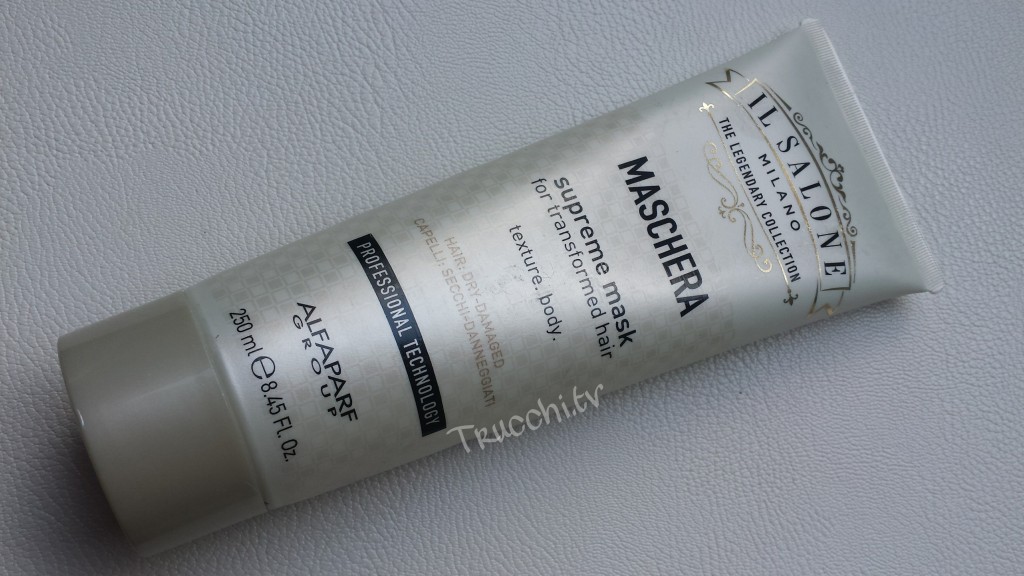 IL SALONE
MILANO
THE LEGENDARY COLLECTION
MASCHERA
supreme mask
for transformed hair
texture. body.
HAIR: DRY-DAMAGED
CAPELLI: SECCHI-DANNEGGIATI
PROFESSIONAL TECHNOLOGY
ALFAPARF
GROUP
250 ml ℮ 8.45 Fl. Oz.
Trucchi.tv